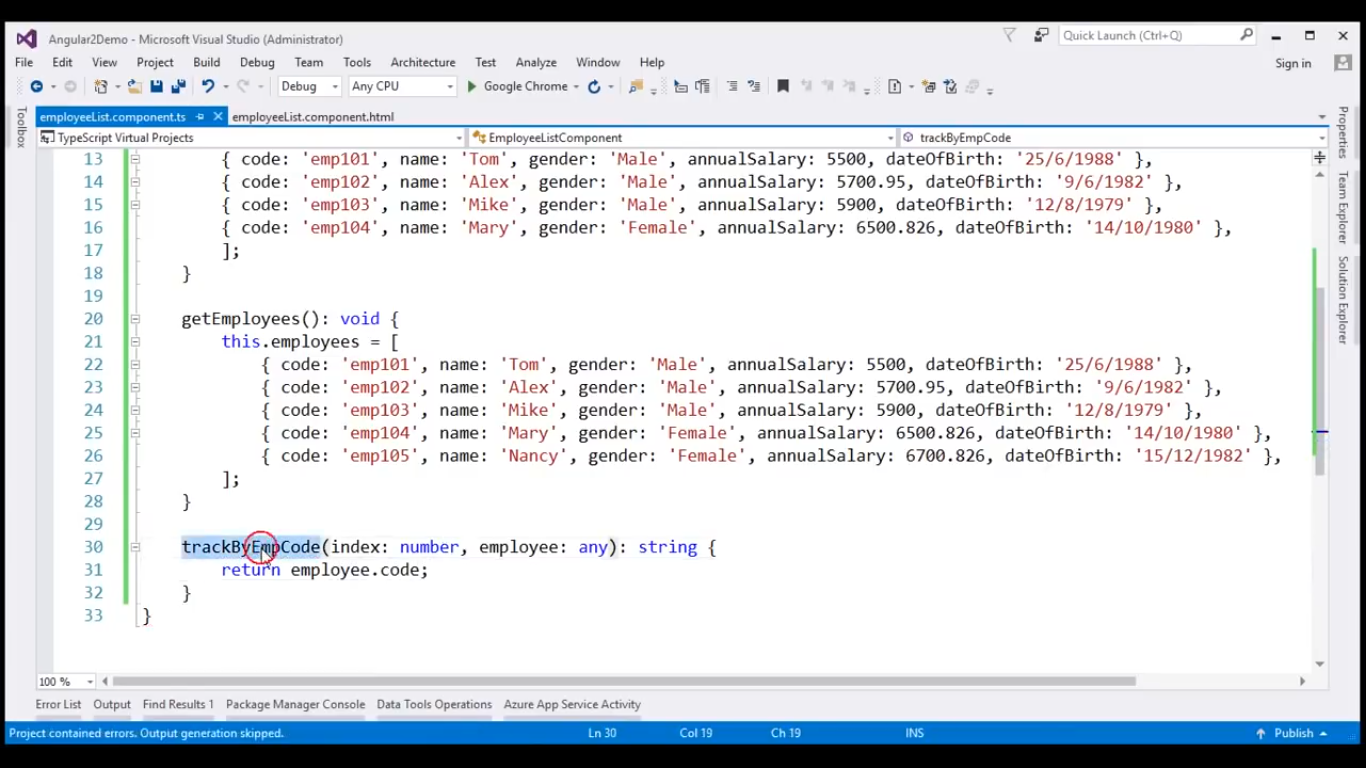 Angular2Demo - Microsoft Visual Studio (Administrator)
Quick Launch (Ctrl+Q)
File Edit View Project Build Debug Team Tools Architecture Test Analyze Window Help
Sign in
Debug Any CPU Google Chrome
employeeList.component.ts employeeList.component.html
TypeScript Virtual Projects EmployeeListComponent trackByEmpCode
Toolbox
Properties
Team Explorer
Solution Explorer
13 { code: 'emp101', name: 'Tom', gender: 'Male', annualSalary: 5500, dateOfBirth: '25/6/1988' },
14 { code: 'emp102', name: 'Alex', gender: 'Male', annualSalary: 5700.95, dateOfBirth: '9/6/1982' },
15 { code: 'emp103', name: 'Mike', gender: 'Male', annualSalary: 5900, dateOfBirth: '12/8/1979' },
16 { code: 'emp104', name: 'Mary', gender: 'Female', annualSalary: 6500.826, dateOfBirth: '14/10/1980' },
17 ];
18 }
19
20 getEmployees(): void {
21 this.employees = [
22 { code: 'emp101', name: 'Tom', gender: 'Male', annualSalary: 5500, dateOfBirth: '25/6/1988' },
23 { code: 'emp102', name: 'Alex', gender: 'Male', annualSalary: 5700.95, dateOfBirth: '9/6/1982' },
24 { code: 'emp103', name: 'Mike', gender: 'Male', annualSalary: 5900, dateOfBirth: '12/8/1979' },
25 { code: 'emp104', name: 'Mary', gender: 'Female', annualSalary: 6500.826, dateOfBirth: '14/10/1980' },
26 { code: 'emp105', name: 'Nancy', gender: 'Female', annualSalary: 6700.826, dateOfBirth: '15/12/1982' },
27 ];
28 }
29
30 trackByEmpCode(index: number, employee: any): string {
31 return employee.code;
32 }
33 }
100 %
Error List Output Find Results 1 Package Manager Console Data Tools Operations Azure App Service Activity
Project contained errors. Output generation skipped. Ln 30 Col 19 Ch 19 INS Publish